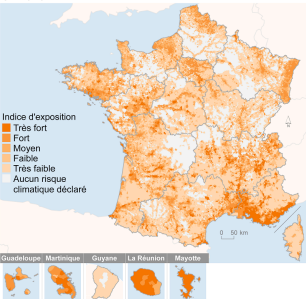 Indice d'exposition
Très fort
Fort
Moyen
Faible
Très faible
Aucun risque
climatique déclaré
0 50 km
Guadeloupe Martinique Guyane La Réunion Mayotte